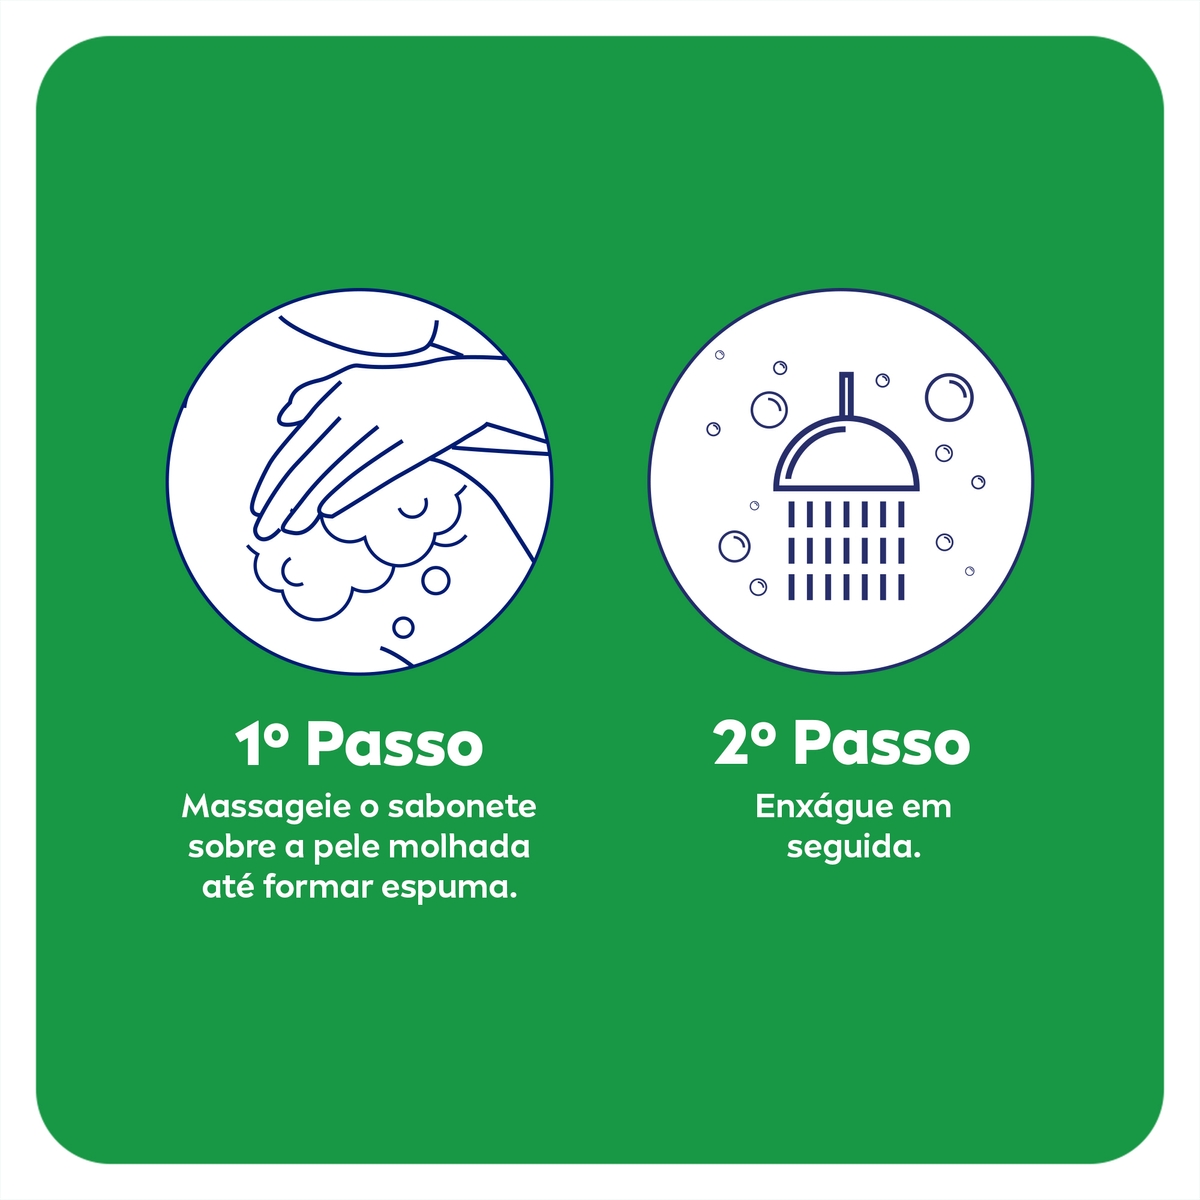 1º Passo
Massageie o sabonete
sobre a pele molhada
até formar espuma.
2º Passo
Enxágue em
seguida.